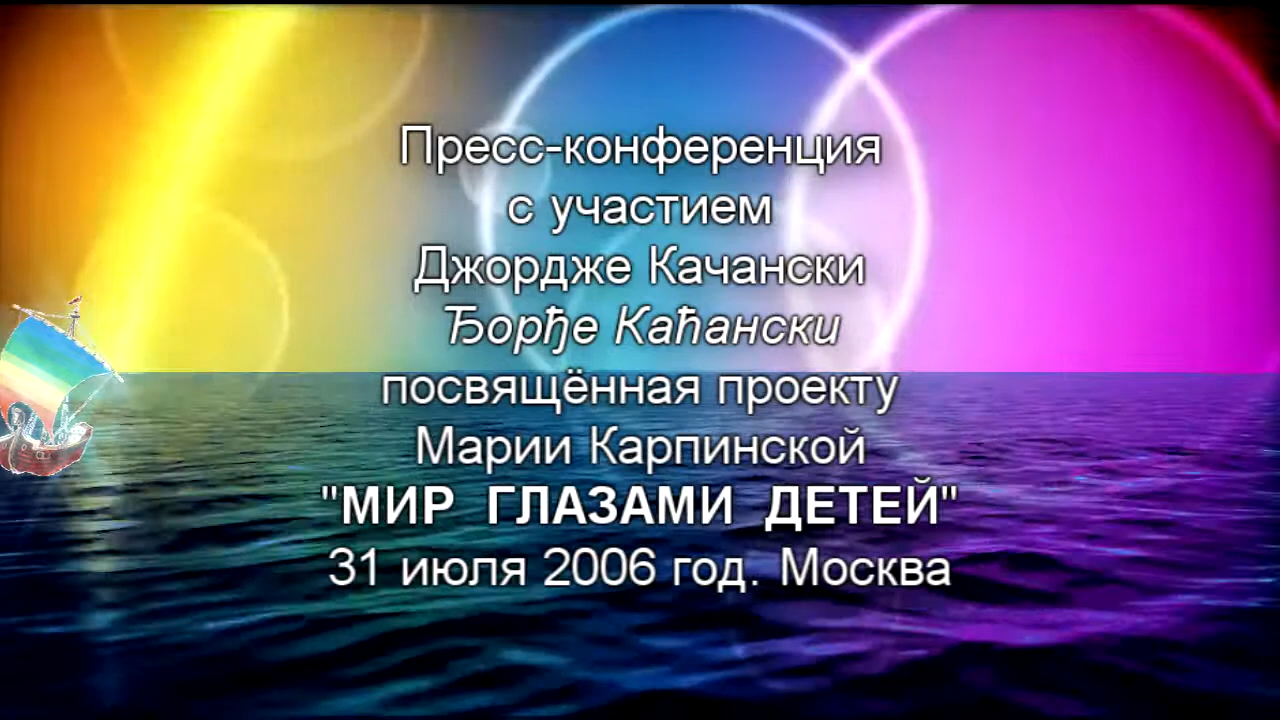 Пресс-конференция
с участием
Джордже Качански
Ђорђе Каћански
посвящённая проекту
Марии Карпинской
"МИР ГЛАЗАМИ ДЕТЕЙ"
31 июля 2006 год. Москва